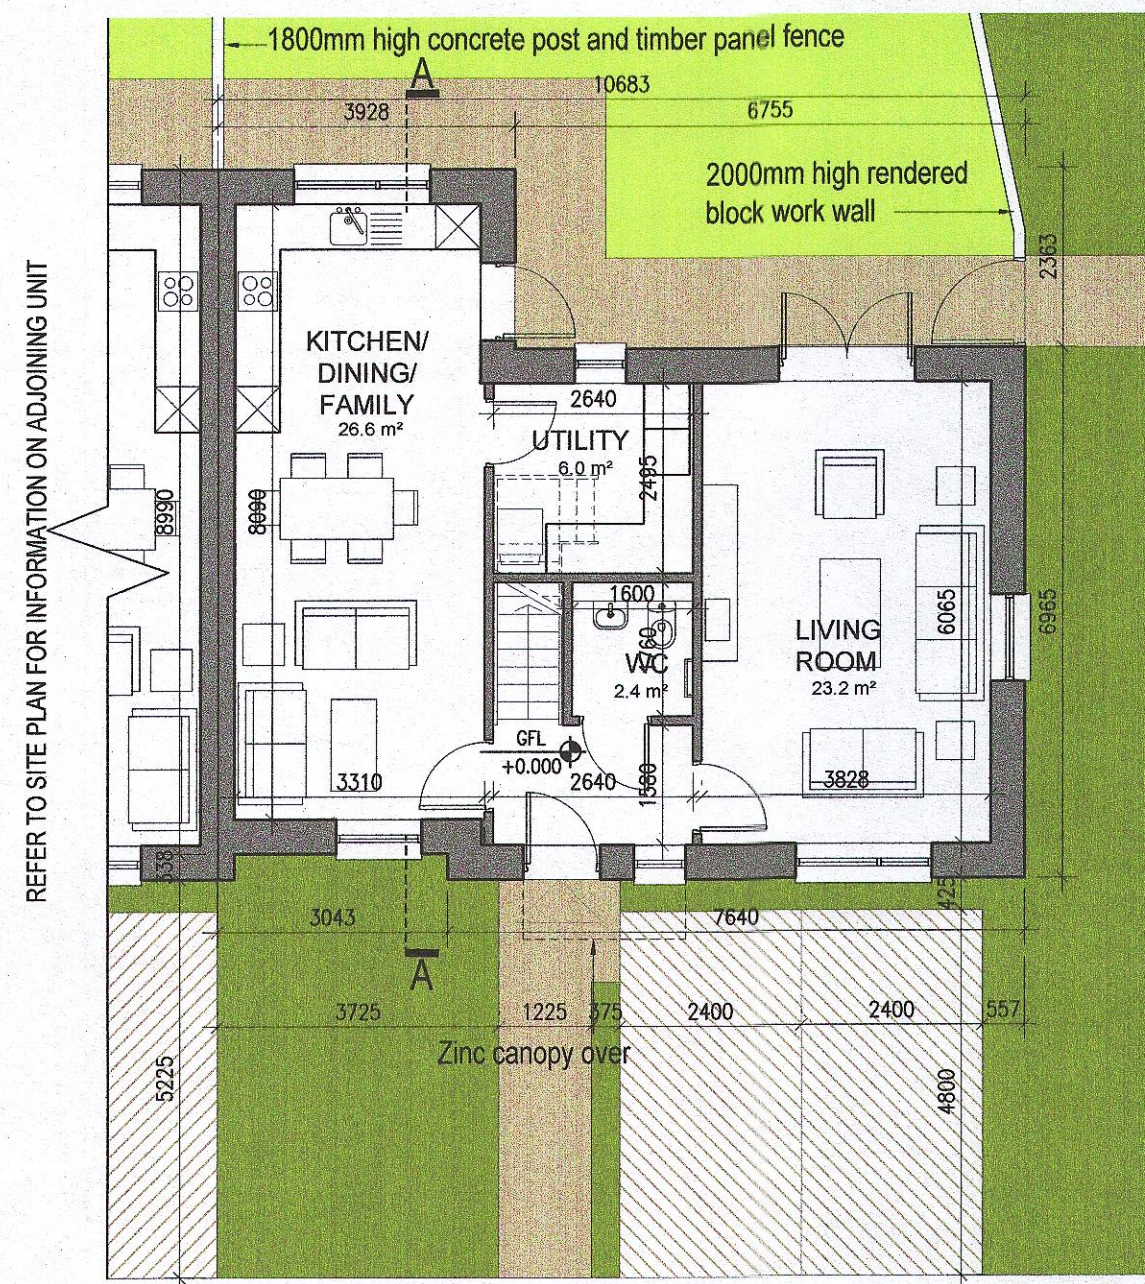 1800mm high concrete post and timber panel fence
A
10683
3928
6755
2000mm high rendered
block work wall
2363
REFER TO SITE PLAN FOR INFORMATION ON ADJOINING UNIT
KITCHEN/
DINING/
FAMILY
26.6 m²
2640
UTILITY
6.0 m²
2495
8990
8090
1600
1760
WC
2.4 m²
LIVING
ROOM
23.2 m²
6065
6965
GFL
+0.000
3310
2640
1580
3828
338
425
3043
7640
A
3725
1225
375
2400
2400
557
Zinc canopy over
5225
4800